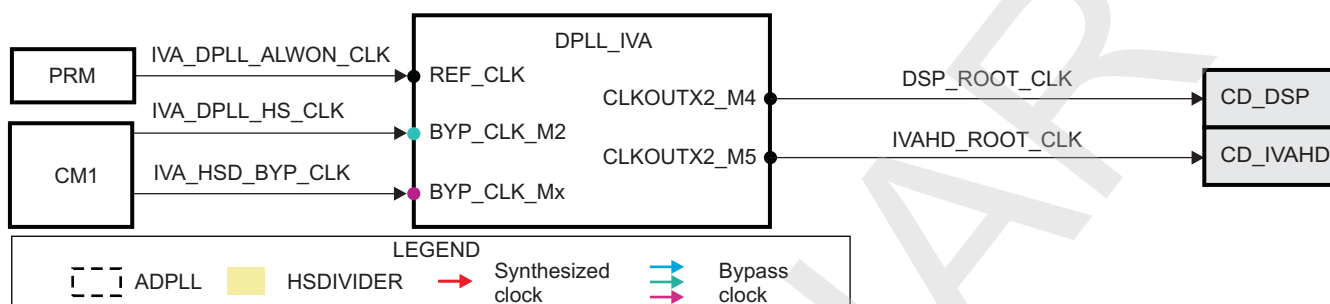 DPLL_IVA
PRM
IVA_DPLL_ALWON_CLK
REF_CLK
CLKOUTX2_M4
DSP_ROOT_CLK
CD_DSP
IVA_DPLL_HS_CLK
BYP_CLK_M2
CM1
CLKOUTX2_M5
IVAHD_ROOT_CLK
CD_IVAHD
IVA_HSD_BYP_CLK
BYP_CLK_Mx
LEGEND
ADPLL
HSDIVIDER
Synthesized
clock
Bypass
clock